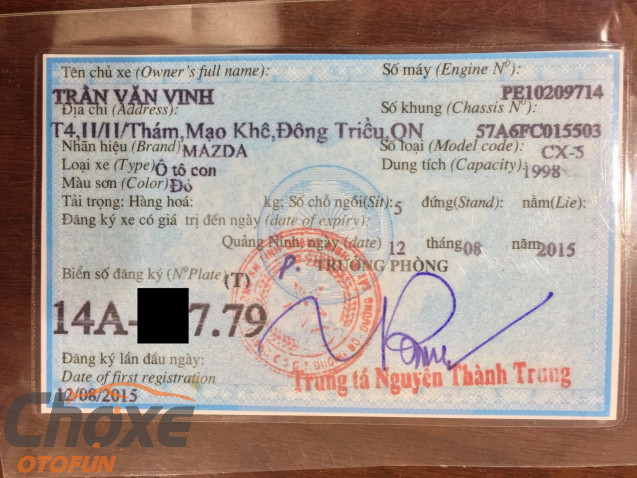 Tên chủ xe (Owner's full name):
Số máy (Engine Nº):
TRẦN VĂN VINH
PE10209714
Địa chỉ (Address):
Số khung (Chassis Nº):
T4,H/H/Thám,Mạo Khê,Đông Triều,QN
57A6FC015503
Nhãn hiệu (Brand) MAZDA
Số loại (Model code): CX-5
Loại xe (Type) Ô tô con
Dung tích (Capacity): 1998
Màu sơn (Color) Đỏ
Tải trọng: Hàng hoá: kg; Số chỗ ngồi(Sit): 5 đứng(Stand): nằm(Lie):
Đăng ký xe có giá trị đến ngày (date of expiry):
Quảng Ninh, ngày (date) 12 tháng 08 năm 2015
Biển số đăng ký (NºPlate) (T)
P. TRƯỞNG PHÒNG
14A- 7.79
Đăng ký lần đầu ngày:
Date of first registration
12/08/2015
Trung tá Nguyễn Thành Trung
Choxe
OTOFUN